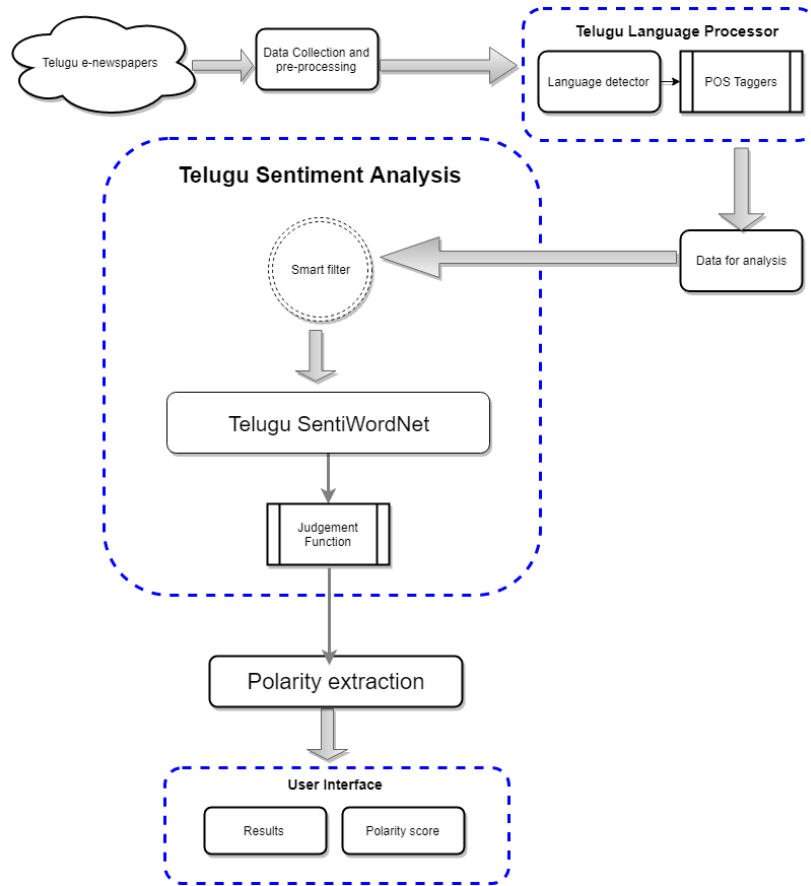 Telugu e-newspapers
Data Collection and
pre-processing
Telugu Language Processor
Language detector
POS Taggers
Telugu Sentiment Analysis
Smart filter
Data for analysis
Telugu SentiWordNet
Judgement
Function
Polarity extraction
User Interface
Results
Polarity score